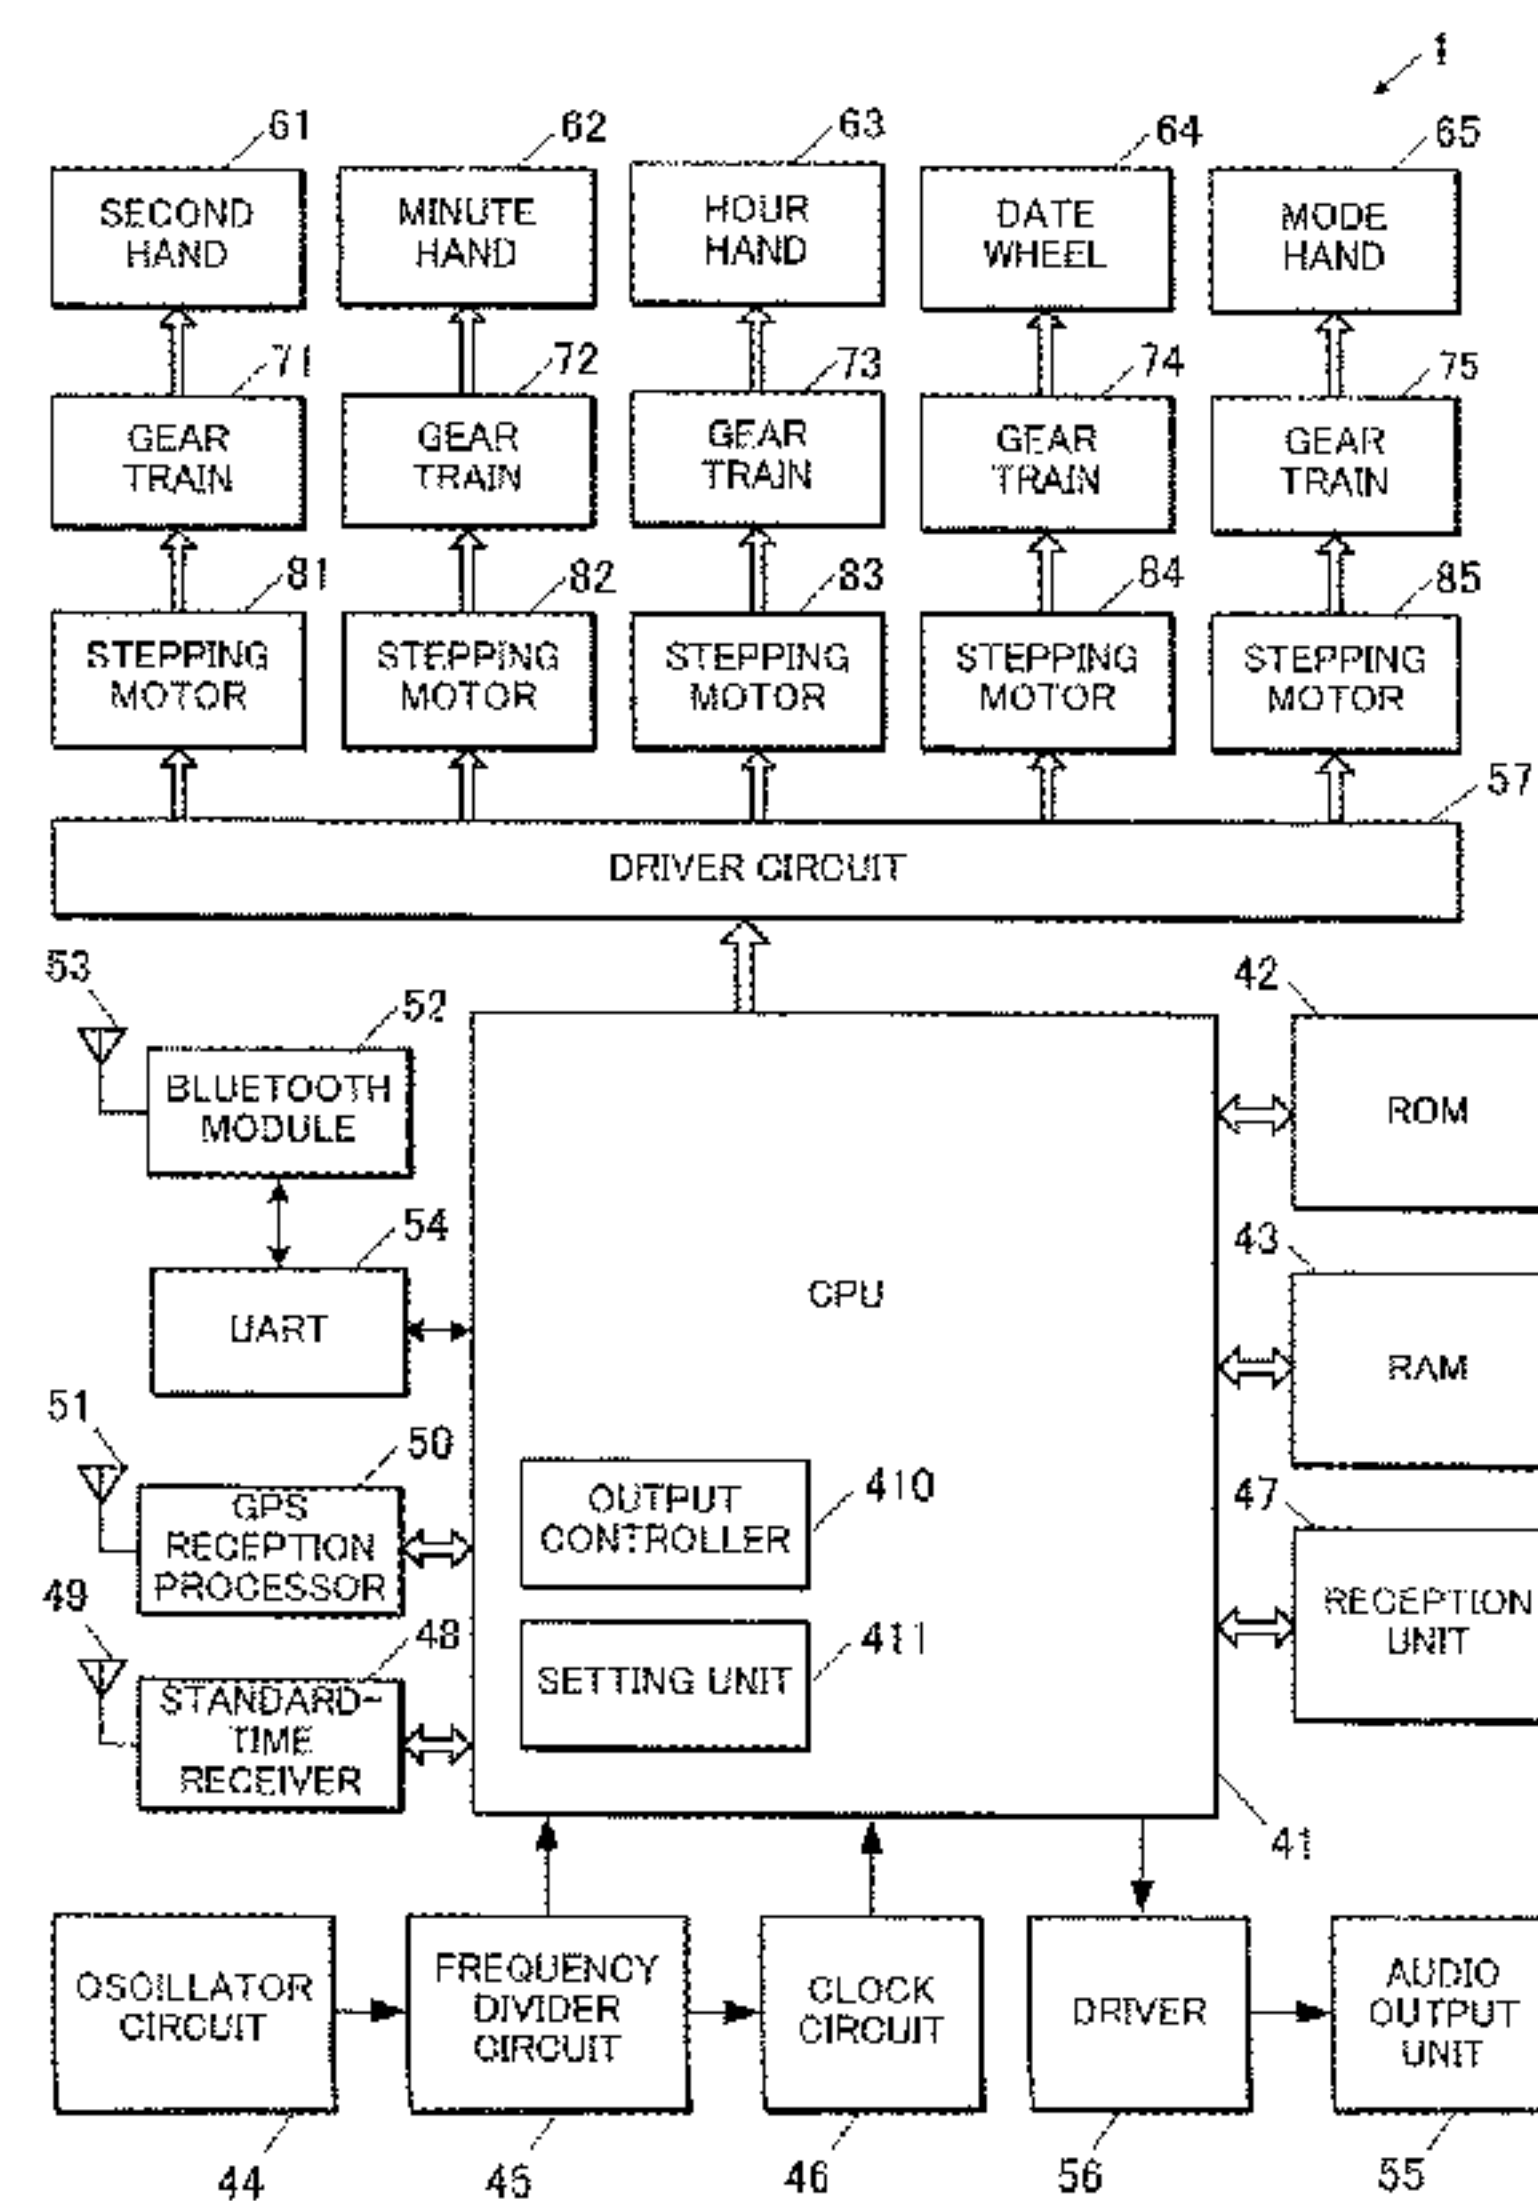 1
61
62
63
64
65
SECOND
HAND
MINUTE
HAND
HOUR
HAND
DATE
WHEEL
MODE
HAND
71
72
73
74
75
GEAR
TRAIN
GEAR
TRAIN
GEAR
TRAIN
GEAR
TRAIN
GEAR
TRAIN
81
82
83
84
85
STEPPING
MOTOR
STEPPING
MOTOR
STEPPING
MOTOR
STEPPING
MOTOR
STEPPING
MOTOR
57
DRIVER CIRCUIT
53
52
BLUETOOTH
MODULE
42
ROM
54
UART
CPU
43
RAM
51
50
GPS
RECEPTION
PROCESSOR
OUTPUT
CONTROLLER
410
47
RECEPTION
UNIT
49
48
STANDARD-
TIME
RECEIVER
SETTING UNIT
411
41
OSCILLATOR
CIRCUIT
FREQUENCY
DIVIDER
CIRCUIT
CLOCK
CIRCUIT
DRIVER
AUDIO
OUTPUT
UNIT
44
45
46
56
55